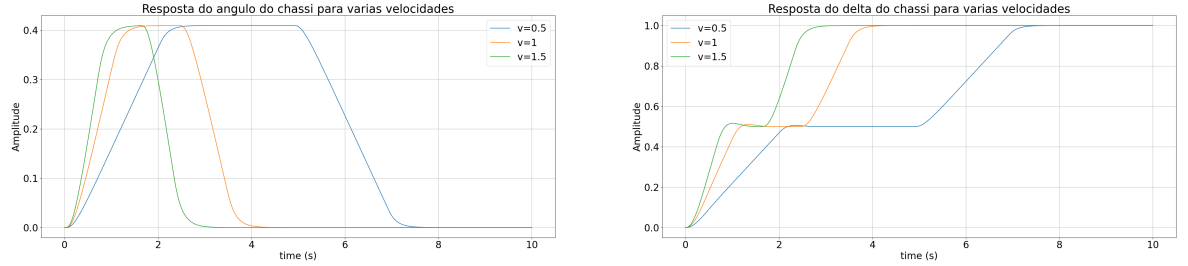 Resposta do angulo do chassi para varias velocidades
0.4
0.3
0.2
0.1
0.0
Amplitude
v=0.5
v=1
v=1.5
0 2 4 6 8 10
time (s)
Resposta do delta do chassi para varias velocidades
1.0
0.8
0.6
0.4
0.2
0.0
Amplitude
v=0.5
v=1
v=1.5
0 2 4 6 8 10
time (s)